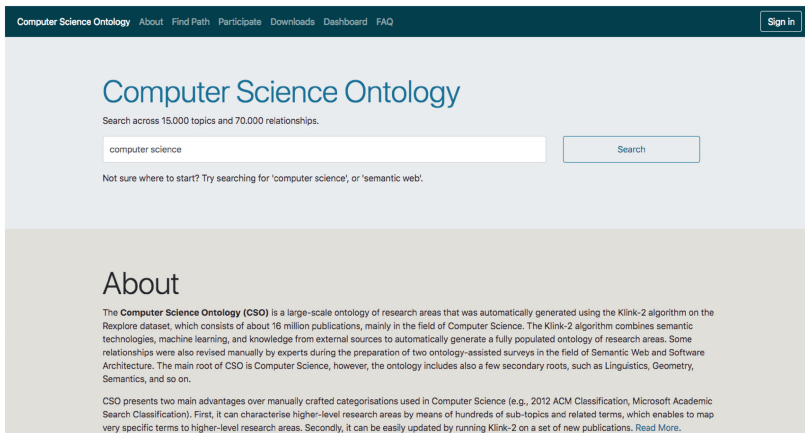 Computer Science Ontology About Find Path Participate Downloads Dashboard FAQ Sign in
Computer Science Ontology
Search across 15.000 topics and 70.000 relationships.
computer science Search
Not sure where to start? Try searching for 'computer science', or 'semantic web'.
About
The Computer Science Ontology (CSO) is a large-scale ontology of research areas that was automatically generated using the Klink-2 algorithm on the
Rexplore dataset, which consists of about 16 million publications, mainly in the field of Computer Science. The Klink-2 algorithm combines semantic
technologies, machine learning, and knowledge from external sources to automatically generate a fully populated ontology of research areas. Some
relationships were also revised manually by experts during the preparation of two ontology-assisted surveys in the field of Semantic Web and Software
Architecture. The main root of CSO is Computer Science, however, the ontology includes also a few secondary roots, such as Linguistics, Geometry,
Semantics, and so on.
CSO presents two main advantages over manually crafted categorisations used in Computer Science (e.g., 2012 ACM Classification, Microsoft Academic
Search Classification). First, it can characterise higher-level research areas by means of hundreds of sub-topics and related terms, which enables to map
very specific terms to higher-level research areas. Secondly, it can be easily updated by running Klink-2 on a set of new publications. Read More.